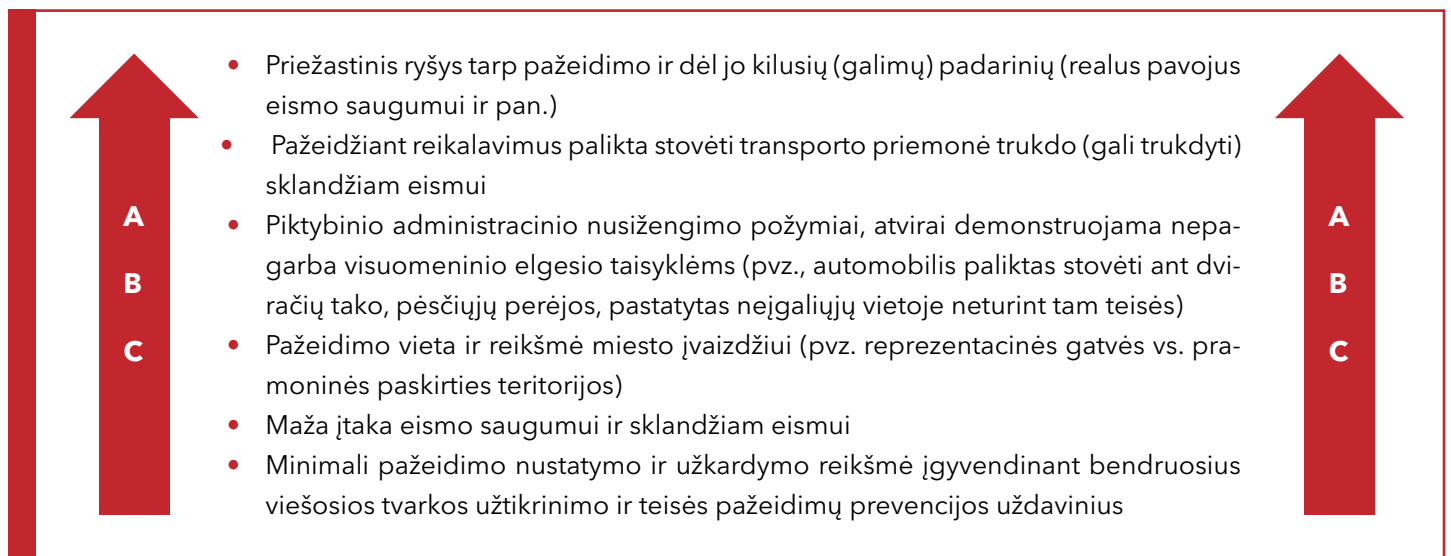 • Priežastinis ryšys tarp pažeidimo ir dėl jo kilusių (galimų) padarinių (realus pavojus
eismo saugumui ir pan.)
• Pažeidžiant reikalavimus palikta stovėti transporto priemonė trukdo (gali trukdyti)
sklandžiam eismui
• Piktybinio administracinio nusižengimo požymiai, atvirai demonstruojama nepa-
garba visuomeninio elgesio taisyklėms (pvz., automobilis paliktas stovėti ant dvi-
račių tako, pėsčiųjų perėjos, pastatytas neįgaliųjų vietoje neturint tam teisės)
• Pažeidimo vieta ir reikšmė miesto įvaizdžiui (pvz. reprezentacinės gatvės vs. pra-
moninės paskirties teritorijos)
• Maža įtaka eismo saugumui ir sklandžiam eismui
• Minimali pažeidimo nustatymo ir užkardymo reikšmė įgyvendinant bendruosius
viešosios tvarkos užtikrinimo ir teisės pažeidimų prevencijos uždavinius
A
B
C
A
B
C